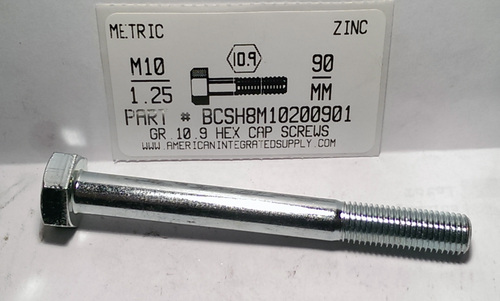 METRIC ZINC
10.9
M10 90
1.25 MM
PART # BCSH8M10200901
GR.10.9 HEX CAP SCREWS
WWW.AMERICANINTEGRATEDSUPPLY.COM